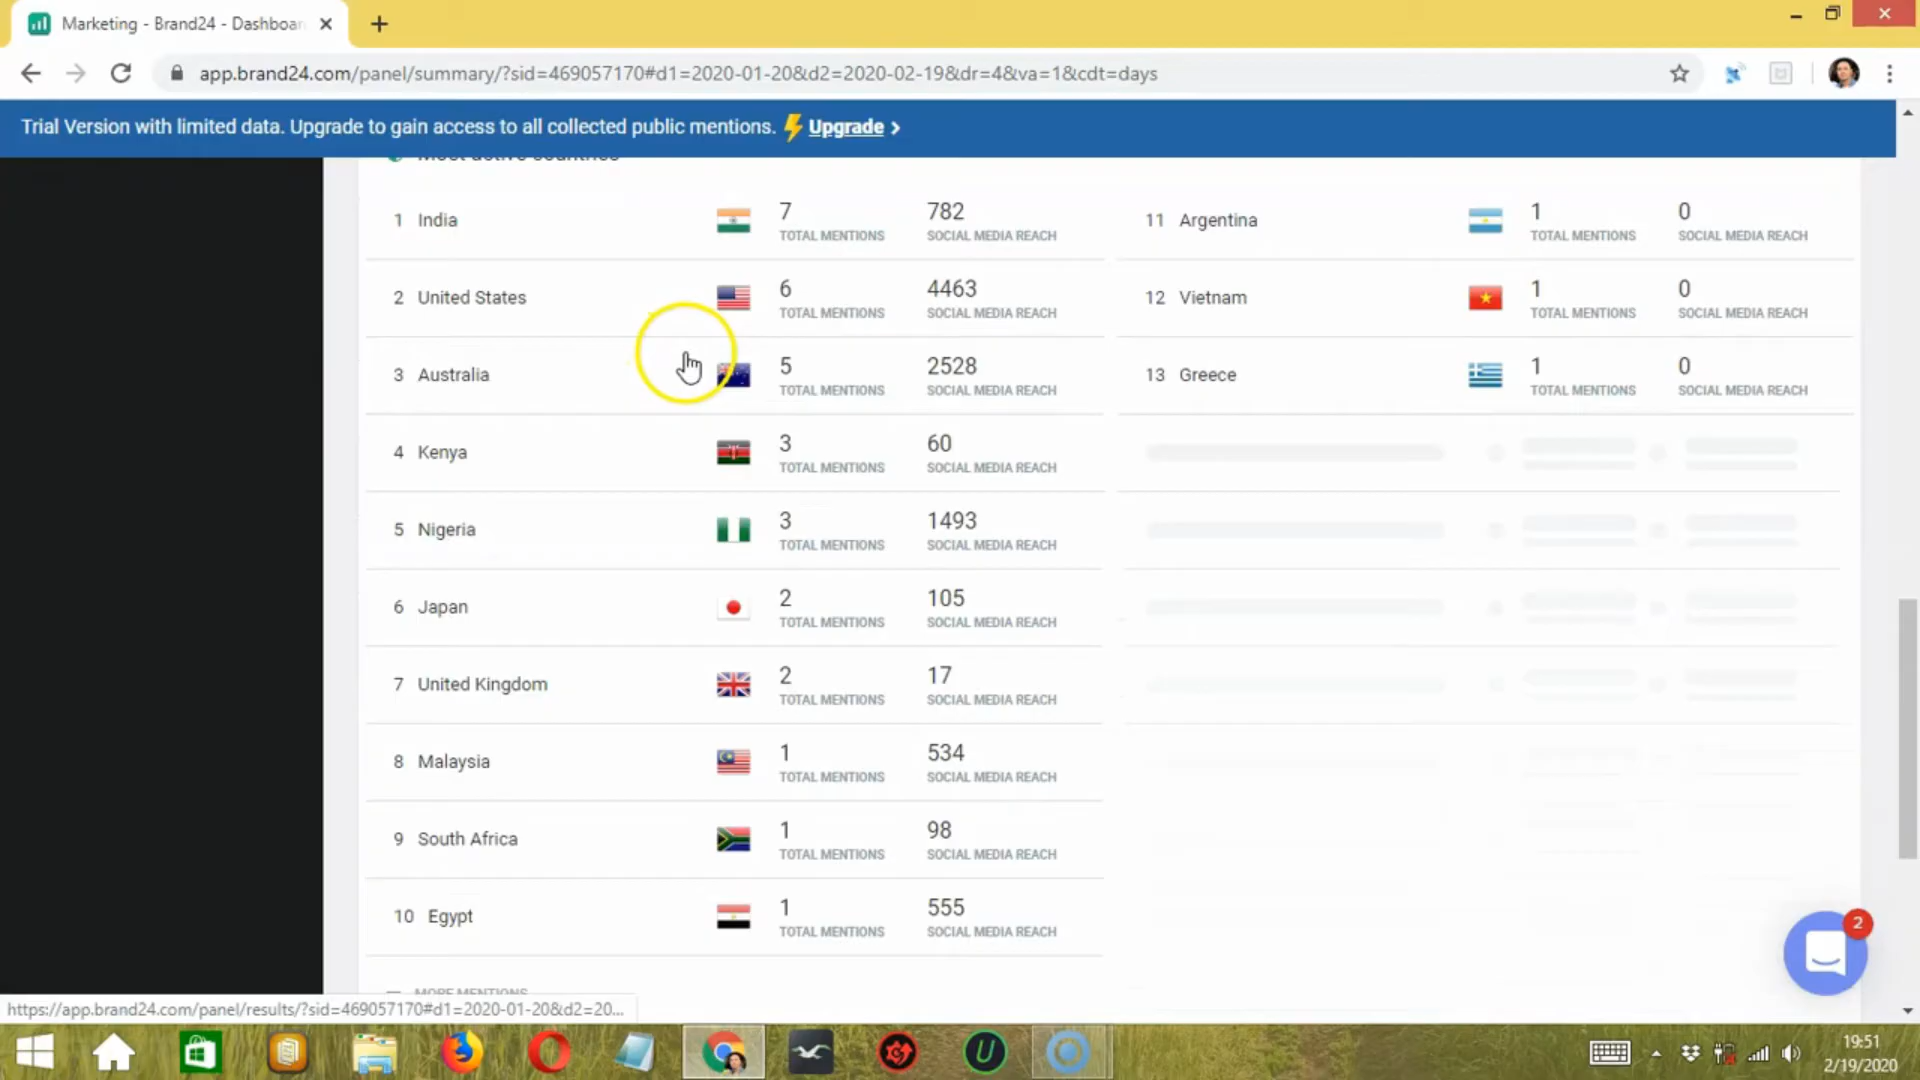 Marketing - Brand24 - Dashboar
app.brand24.com/panel/summary/?sid=469057170#d1=2020-01-20&d2=2020-02-19&dr=4&va=1&cdt=days
Trial Version with limited data. Upgrade to gain access to all collected public mentions. Upgrade >
Most active countries
1 India 7 TOTAL MENTIONS 782 SOCIAL MEDIA REACH
2 United States 6 TOTAL MENTIONS 4463 SOCIAL MEDIA REACH
3 Australia 5 TOTAL MENTIONS 2528 SOCIAL MEDIA REACH
4 Kenya 3 TOTAL MENTIONS 60 SOCIAL MEDIA REACH
5 Nigeria 3 TOTAL MENTIONS 1493 SOCIAL MEDIA REACH
6 Japan 2 TOTAL MENTIONS 105 SOCIAL MEDIA REACH
7 United Kingdom 2 TOTAL MENTIONS 17 SOCIAL MEDIA REACH
8 Malaysia 1 TOTAL MENTIONS 534 SOCIAL MEDIA REACH
9 South Africa 1 TOTAL MENTIONS 98 SOCIAL MEDIA REACH
10 Egypt 1 TOTAL MENTIONS 555 SOCIAL MEDIA REACH
11 Argentina 1 TOTAL MENTIONS 0 SOCIAL MEDIA REACH
12 Vietnam 1 TOTAL MENTIONS 0 SOCIAL MEDIA REACH
13 Greece 1 TOTAL MENTIONS 0 SOCIAL MEDIA REACH
MORE MENTIONS
2
https://app.brand24.com/panel/results/?sid=469057170#d1=2020-01-20&d2=20...
19:51
2/19/2020